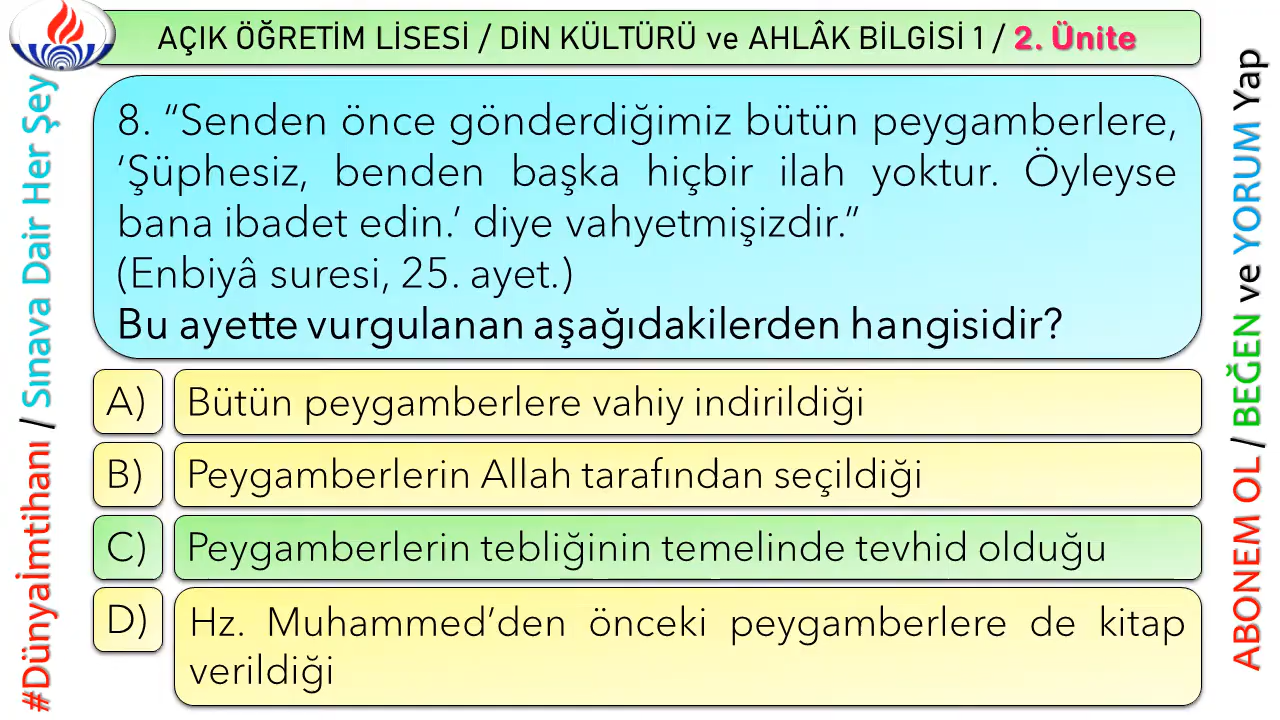 AÇIK ÖĞRETİM LİSESİ / DİN KÜLTÜRÜ ve AHLÂK BİLGİSİ 1 / 2. Ünite
8. “Senden önce gönderdiğimiz bütün peygamberlere,
‘Şüphesiz, benden başka hiçbir ilah yoktur. Öyleyse
bana ibadet edin.’ diye vahyetmişizdir.”
(Enbiyâ suresi, 25. ayet.)
Bu ayette vurgulanan aşağıdakilerden hangisidir?
A) Bütün peygamberlere vahiy indirildiği
B) Peygamberlerin Allah tarafından seçildiği
C) Peygamberlerin tebliğinin temelinde tevhid olduğu
D) Hz. Muhammed’den önceki peygamberlere de kitap
verildiği
#Dünyaimtihanı / Sınava Dair Her Şey
ABONEM OL / BEĞEN ve YORUM Yap